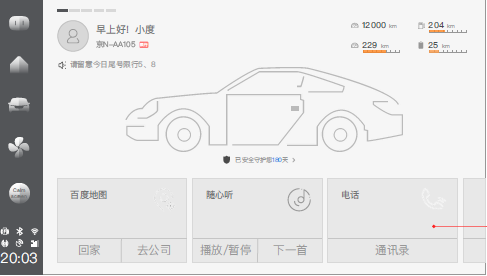 早上好！小度
京N-AA105
请留意今日尾号限行5、8
12000 km
204 km
229 km
25 km
已安全守护您180天
Calm
20:03
百度地图
随心听
电话
回家
去公司
播放/暂停
下一首
通讯录